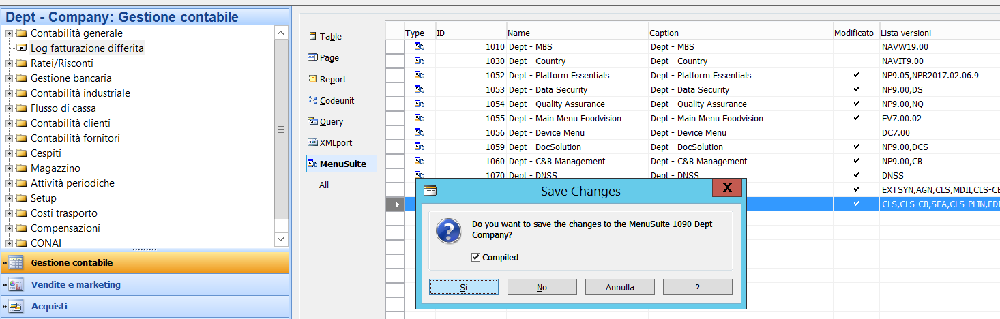 Dept - Company: Gestione contabile
Contabilità generale
Log fatturazione differita
Ratei/Risconti
Gestione bancaria
Contabilità industriale
Flusso di cassa
Contabilità clienti
Contabilità fornitori
Cespiti
Magazzino
Attività periodiche
Setup
Costi trasporto
Compensazioni
CONAI
Gestione contabile
Vendite e marketing
Acquisti
Table
Page
Report
Codeunit
Query
XMLport
MenuSuite
All
Type ID Name Caption Modificato Lista versioni
1010 Dept - MBS Dept - MBS NAVW19.00
1030 Dept - Country Dept - Country NAVIT9.00
1052 Dept - Platform Essentials Dept - Platform Essentials ✓ NP9.05,NPR2017.02.06.9
1053 Dept - Data Security Dept - Data Security ✓ NP9.00,DS
1054 Dept - Quality Assurance Dept - Quality Assurance ✓ NP9.00,NQ
1055 Dept - Main Menu Foodvision Dept - Main Menu Foodvision ✓ FV7.00.02
1056 Dept - Device Menu Dept - Device Menu DC7.00
1059 Dept - DocSolution Dept - DocSolution ✓ NP9.00,DCS
1060 Dept - C&B Management Dept - C&B Management ✓ NP9.00,CB
1070 Dept - DNSS Dept - DNSS ✓ DNSS
✓ EXTSYN,AGN,CLS,MDII,CLS-CB
✓ CLS,CLS-CB,SFA,CLS-PLIN,EDI
Save Changes
X
Do you want to save the changes to the MenuSuite 1090 Dept -
Company?
Compiled
Sì
No
Annulla
?